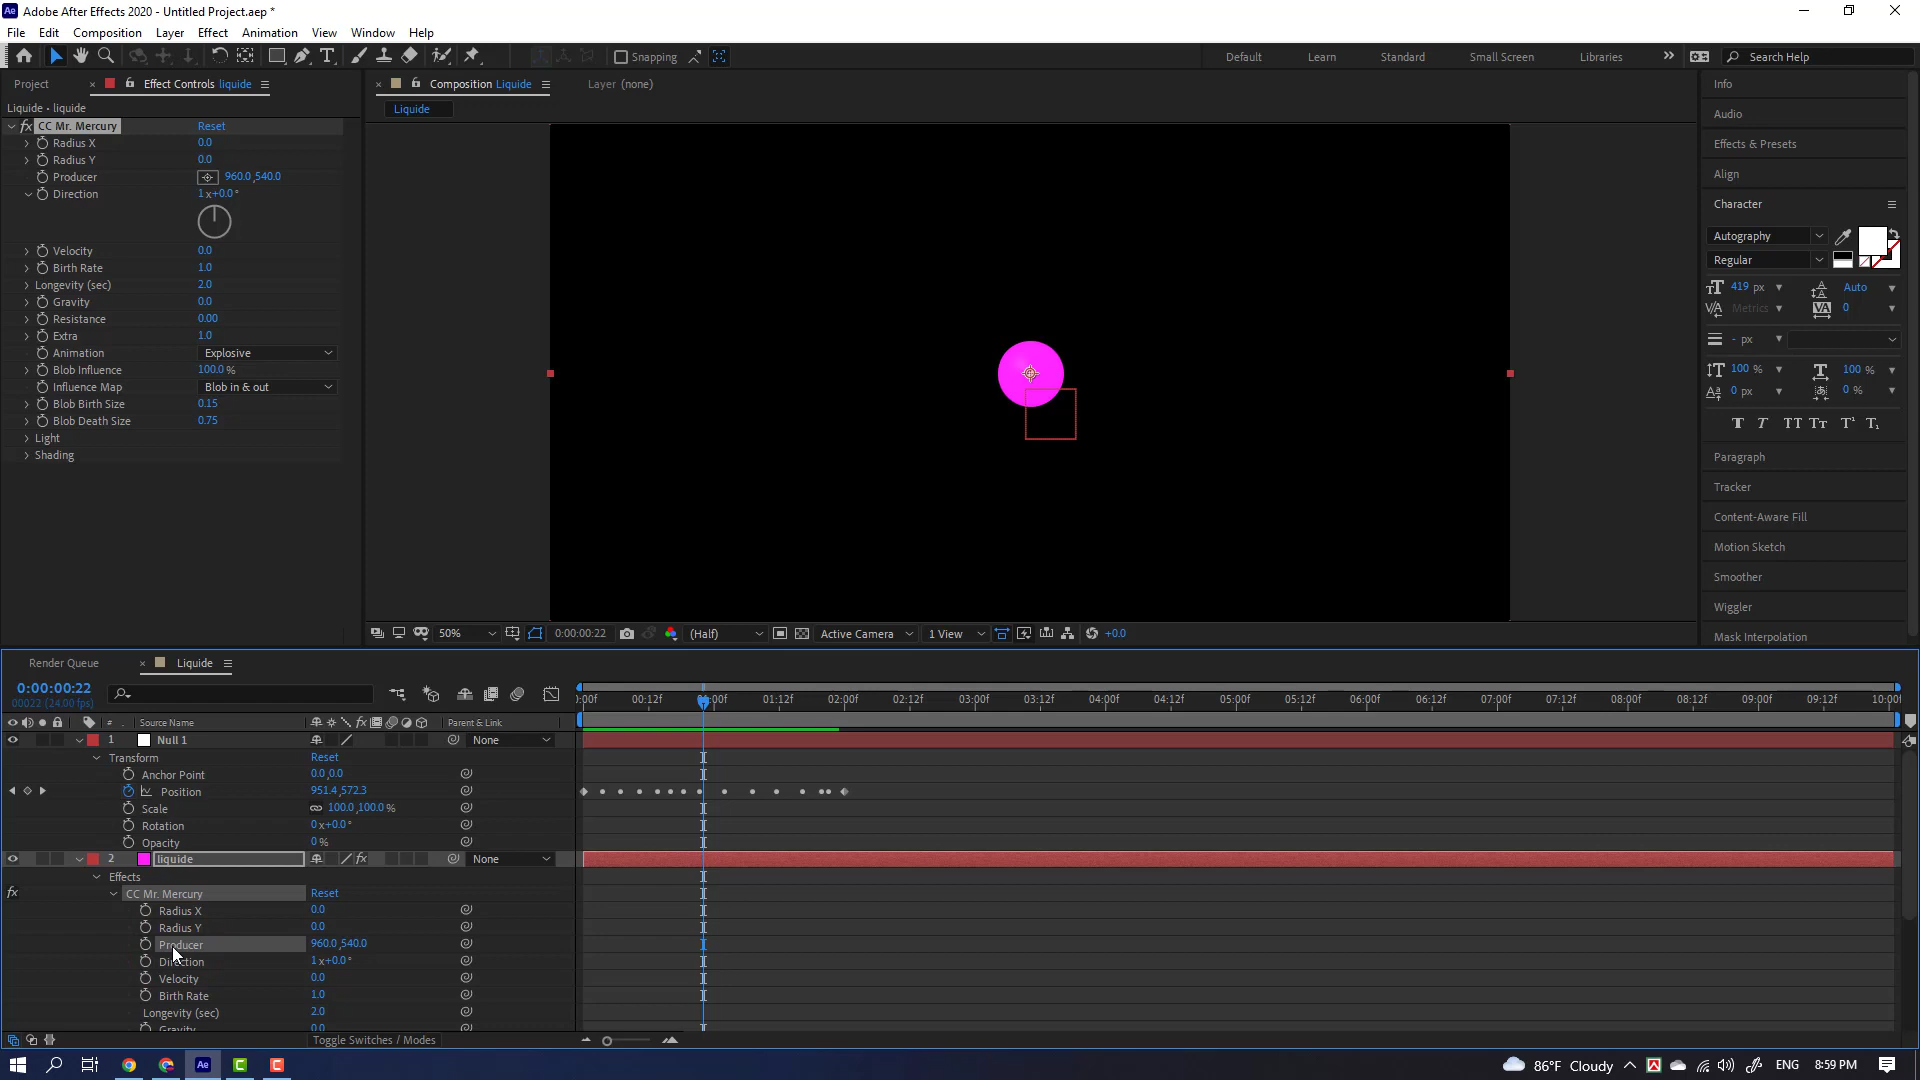 Adobe After Effects 2020 - Untitled Project.aep *
File Edit Composition Layer Effect Animation View Window Help
Snapping
Default Learn Standard Small Screen Libraries
Search Help
Project
Effect Controls liquide
Composition Liquide
Layer (none)
Liquide • liquide
Liquide
fx CC Mr. Mercury Reset
Radius X 0.0
Radius Y 0.0
Producer 960.0 ,540.0
Direction 1 x+0.0 °
Velocity 0.0
Birth Rate 1.0
Longevity (sec) 2.0
Gravity 0.0
Resistance 0.00
Extra 1.0
Animation Explosive
Blob Influence 100.0 %
Influence Map Blob in & out
Blob Birth Size 0.15
Blob Death Size 0.75
Light
Shading
Info
Audio
Effects & Presets
Align
Character
Autography
Regular
419 px Auto
Metrics 0
- px
100 % 100 %
0 px 0 %
Paragraph
Tracker
Content-Aware Fill
Motion Sketch
Smoother
Wiggler
Mask Interpolation
50% 0:00:00:22 (Half) Active Camera 1 View +0.0
Render Queue
Liquide
0:00:00:22
00022 (24.00 fps)
:00f 00:12f 00f 01:12f 02:00f 02:12f 03:00f 03:12f 04:00f 04:12f 05:00f 05:12f 06:00f 06:12f 07:00f 07:12f 08:00f 08:12f 09:00f 09:12f 10:00f
# Source Name fx Parent & Link
1 Null 1 None
Transform Reset
Anchor Point 0.0 ,0.0
Position 951.4 ,572.3
Scale 100.0 ,100.0 %
Rotation 0 x+0.0 °
Opacity 0 %
2 liquide fx None
Effects
fx CC Mr. Mercury Reset
Radius X 0.0
Radius Y 0.0
Producer 960.0 ,540.0
Direction 1 x+0.0 °
Velocity 0.0
Birth Rate 1.0
Longevity (sec) 2.0
Gravity 0.0
Toggle Switches / Modes
86°F Cloudy ENG 8:59 PM